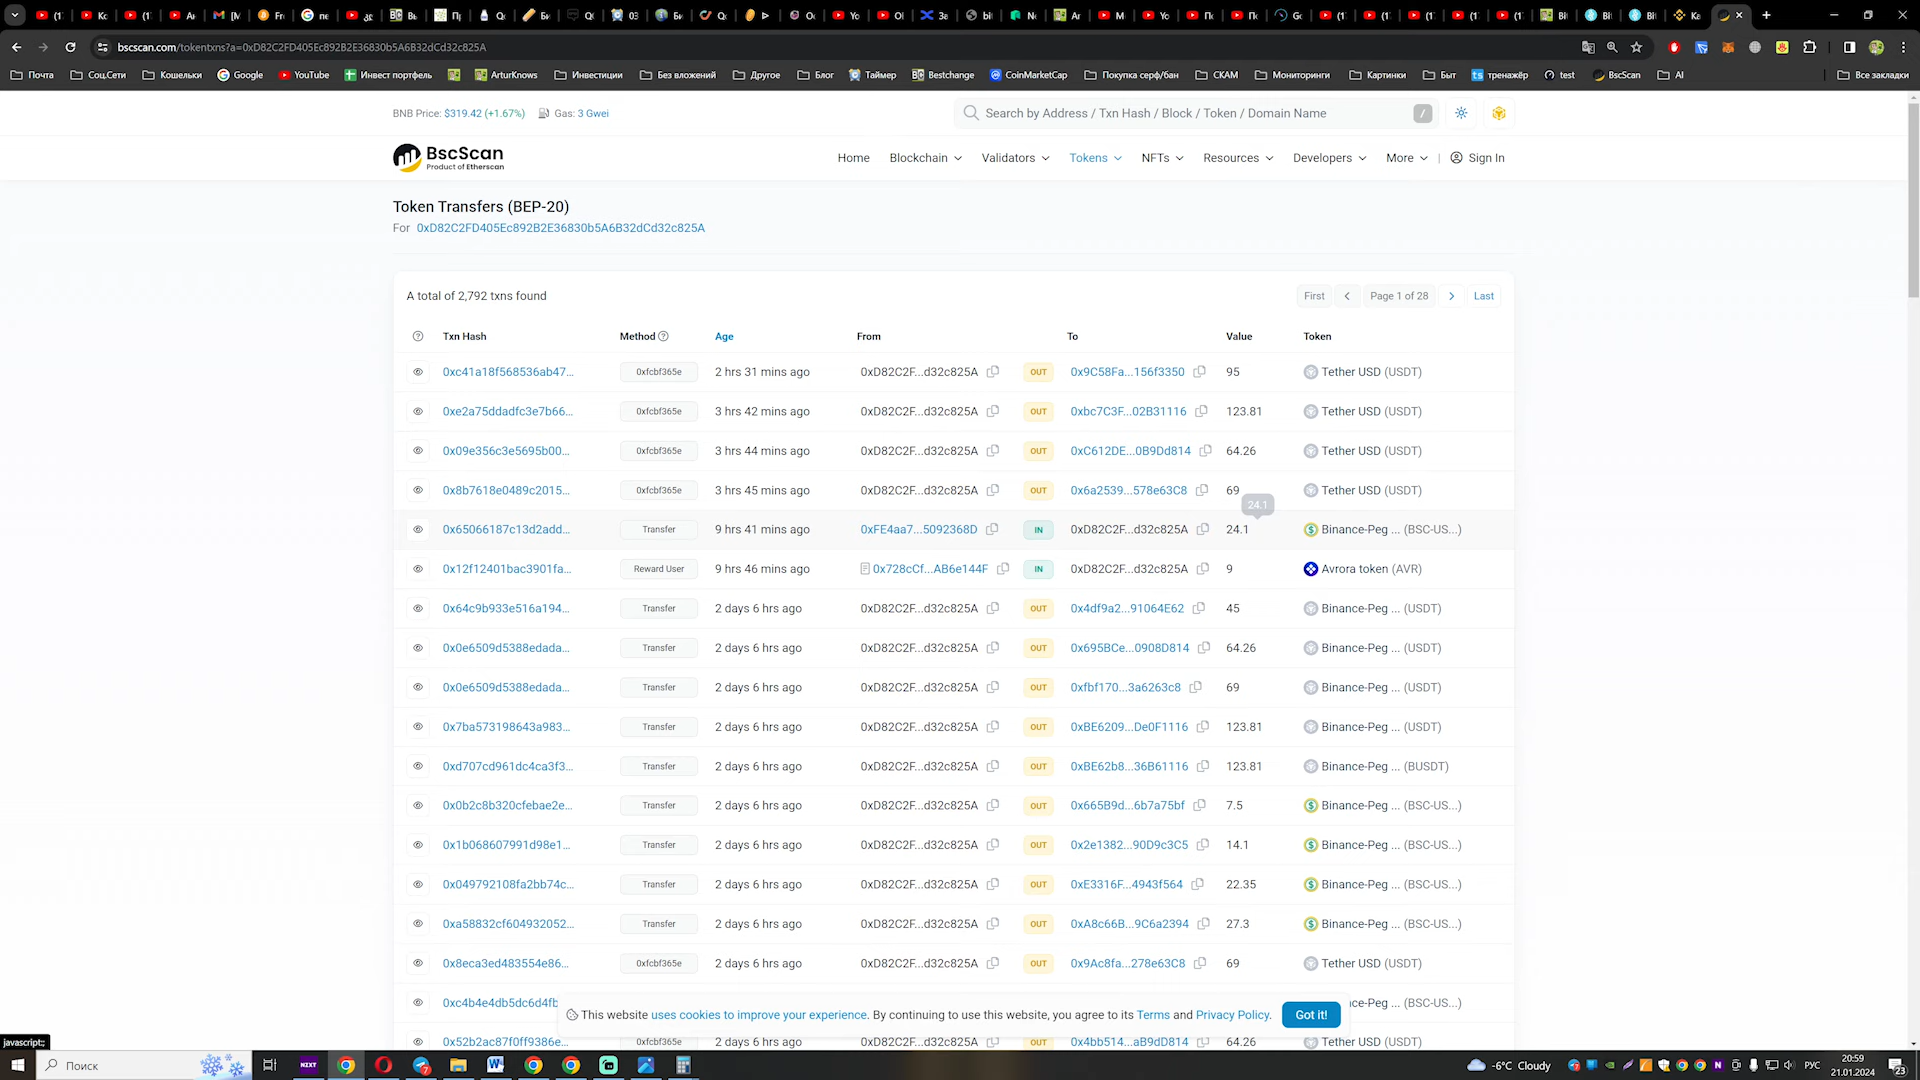 bscscan.com/tokentxns?a=0xD82C2FD405Ec892B2E36830b5A6B32dCd32c825A
Почта Соц.Сети Кошельки Google YouTube Инвест портфель ArturKnows Инвестиции Без вложений Другое Блог Таймер Bestchange CoinMarketCap Покупка серф/бан СКАМ Мониторинги Картинки Быт тренажёр test BscScan AI Все закладки
BNB Price: $319.42 (+1.67%) Gas: 3 Gwei Search by Address / Txn Hash / Block / Token / Domain Name /
BscScan
Product of Etherscan
Home Blockchain Validators Tokens NFTs Resources Developers More | Sign In
Token Transfers (BEP-20)
For 0xD82C2FD405Ec892B2E36830b5A6B32dCd32c825A
A total of 2,792 txns found First Page 1 of 28 Last
Txn Hash Method Age From To Value Token
0xc41a18f568536ab47... 0xfcbf365e 2 hrs 31 mins ago 0xD82C2F...d32c825A OUT 0x9C58Fa...156f3350 95 Tether USD (USDT)
0xe2a75ddadfc3e7b66... 0xfcbf365e 3 hrs 42 mins ago 0xD82C2F...d32c825A OUT 0xbc7C3F...02B31116 123.81 Tether USD (USDT)
0x09e356c3e5695b00... 0xfcbf365e 3 hrs 44 mins ago 0xD82C2F...d32c825A OUT 0xC612DE...0B9Dd814 64.26 Tether USD (USDT)
0x8b7618e0489c2015... 0xfcbf365e 3 hrs 45 mins ago 0xD82C2F...d32c825A OUT 0x6a2539...578e63C8 69 Tether USD (USDT)
24.1
0x65066187c13d2add... Transfer 9 hrs 41 mins ago 0xFE4aa7...5092368D IN 0xD82C2F...d32c825A 24.1 Binance-Peg ... (BSC-US...)
0x12f12401bac3901fa... Reward User 9 hrs 46 mins ago 0x728cCf...AB6e144F IN 0xD82C2F...d32c825A 9 Avrora token (AVR)
0x64c9b933e516a194... Transfer 2 days 6 hrs ago 0xD82C2F...d32c825A OUT 0x4df9a2...91064E62 45 Binance-Peg ... (USDT)
0x0e6509d5388edada... Transfer 2 days 6 hrs ago 0xD82C2F...d32c825A OUT 0x695BCe...0908D814 64.26 Binance-Peg ... (USDT)
0x0e6509d5388edada... Transfer 2 days 6 hrs ago 0xD82C2F...d32c825A OUT 0xfbf170...3a6263c8 69 Binance-Peg ... (USDT)
0x7ba573198643a983... Transfer 2 days 6 hrs ago 0xD82C2F...d32c825A OUT 0xBE6209...De0F1116 123.81 Binance-Peg ... (USDT)
0xd707cd961dc4ca3f3... Transfer 2 days 6 hrs ago 0xD82C2F...d32c825A OUT 0xBE62b8...36B61116 123.81 Binance-Peg ... (BUSDT)
0x0b2c8b320cfebae2e... Transfer 2 days 6 hrs ago 0xD82C2F...d32c825A OUT 0x665B9d...6b7a75bf 7.5 Binance-Peg ... (BSC-US...)
0x1b068607991d98e1... Transfer 2 days 6 hrs ago 0xD82C2F...d32c825A OUT 0x2e1382...90D9c3C5 14.1 Binance-Peg ... (BSC-US...)
0x049792108fa2bb74c... Transfer 2 days 6 hrs ago 0xD82C2F...d32c825A OUT 0xE3316F...4943f564 22.35 Binance-Peg ... (BSC-US...)
0xa58832cf604932052... Transfer 2 days 6 hrs ago 0xD82C2F...d32c825A OUT 0xA8c66B...9C6a2394 27.3 Binance-Peg ... (BSC-US...)
0x8eca3ed483554e86... 0xfcbf365e 2 days 6 hrs ago 0xD82C2F...d32c825A OUT 0x9Ac8fa...278e63C8 69 Tether USD (USDT)
0xc4b4e4db5dc6d4fb ce-Peg ... (BSC-US...)
This website uses cookies to improve your experience. By continuing to use this website, you agree to its Terms and Privacy Policy. Got it!
0x52b2ac87f0ff9386e... 0xfcbf365e 2 days 6 hrs ago 0xD82C2F...d32c825A OUT 0x4bb514...aB9dD814 64.26 Tether USD (USDT)
javascript:;
Поиск -6°C Cloudy РУС 20:59
21.01.2024 23